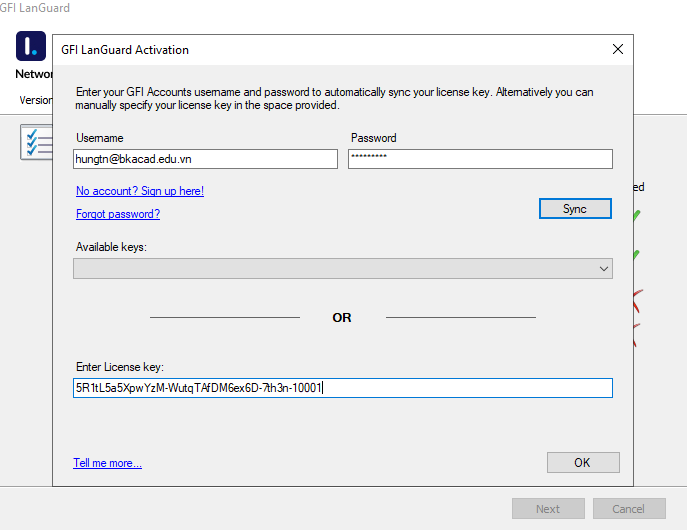 GFI LanGuard
GFI LanGuard Activation
Enter your GFI Accounts username and password to automatically sync your license key. Alternatively you can
manually specify your license key in the space provided.
Username
Password
hungtn@bkacad.edu.vn
*********
No account? Sign up here!
Forgot password?
Sync
Available keys:
OR
Enter License key:
5R1tL5a5XpwYzM-WutqTAfDM6ex6D-7th3n-10001
Tell me more...
OK
Netwo
Version
ed
Next
Cancel